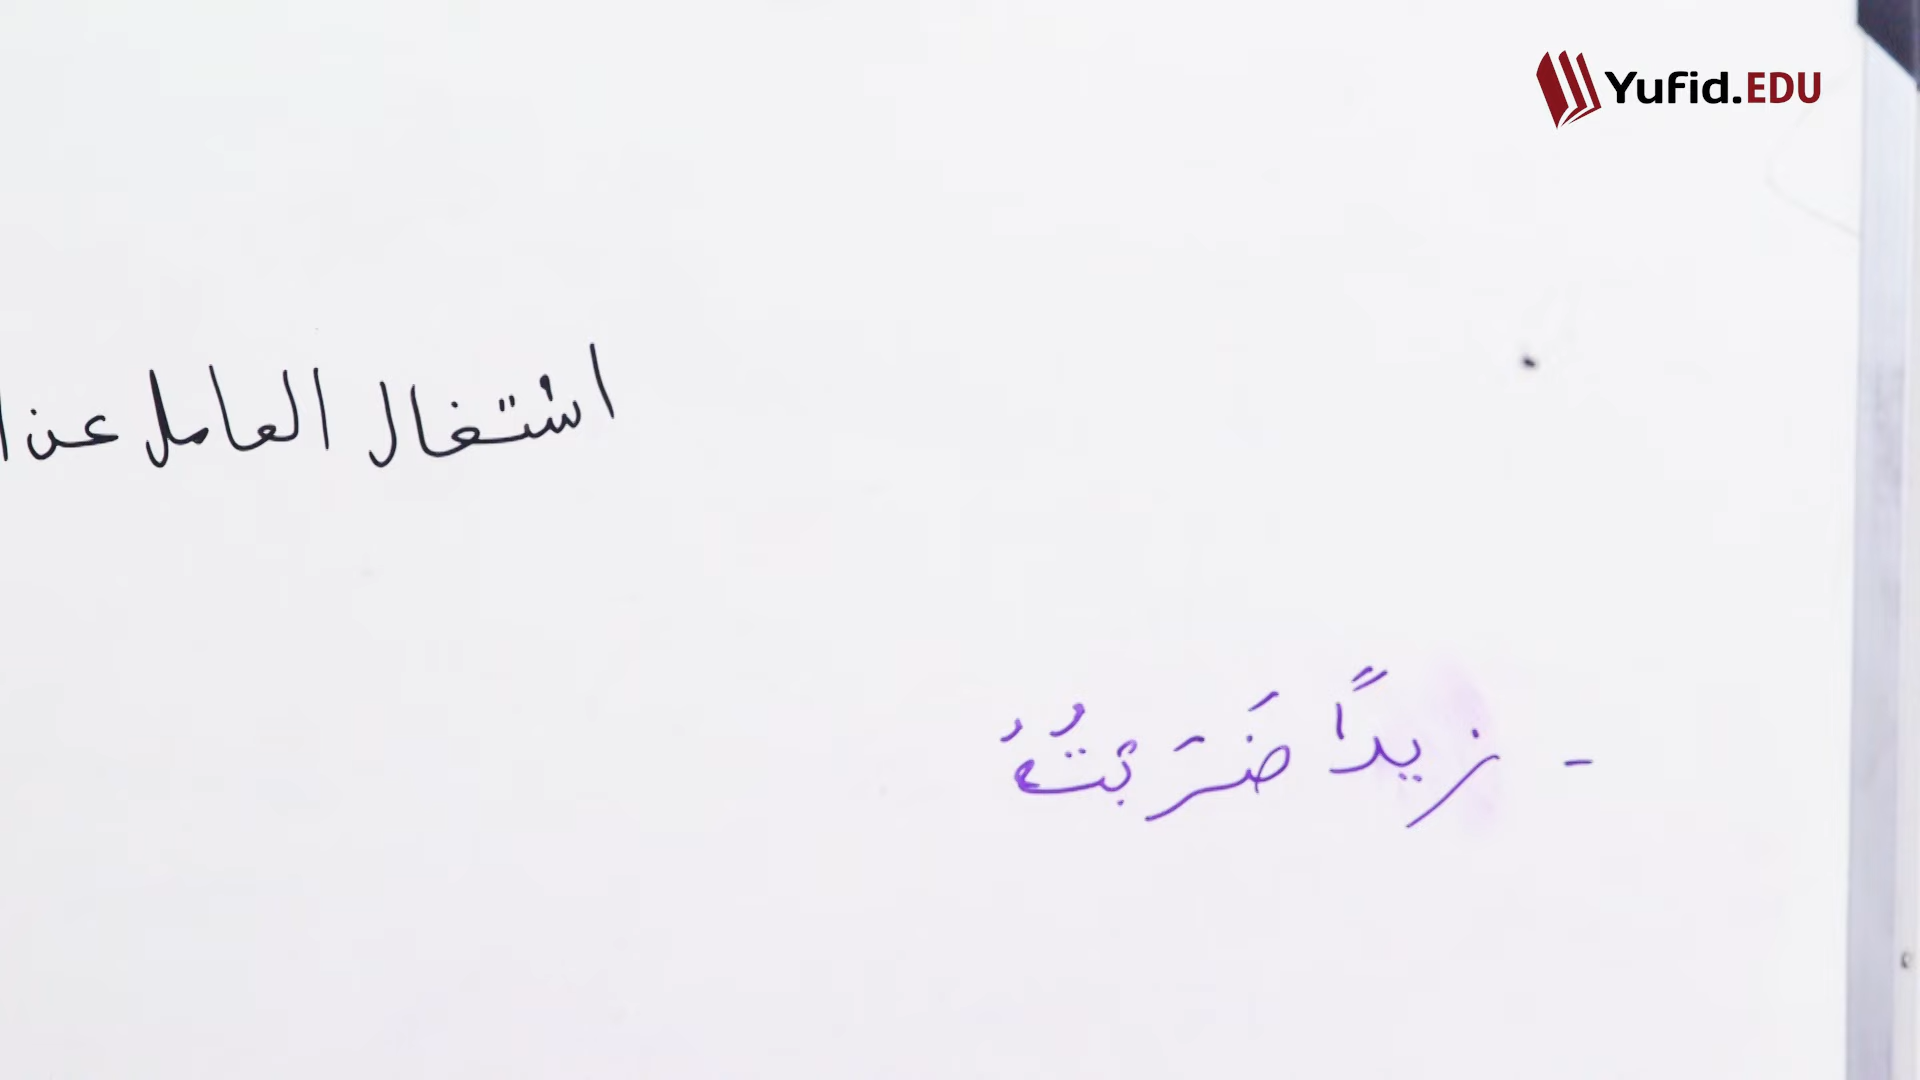 Yufid.EDU
اشتغال العامل عن
- زيدًا ضَرَبْتُهُ